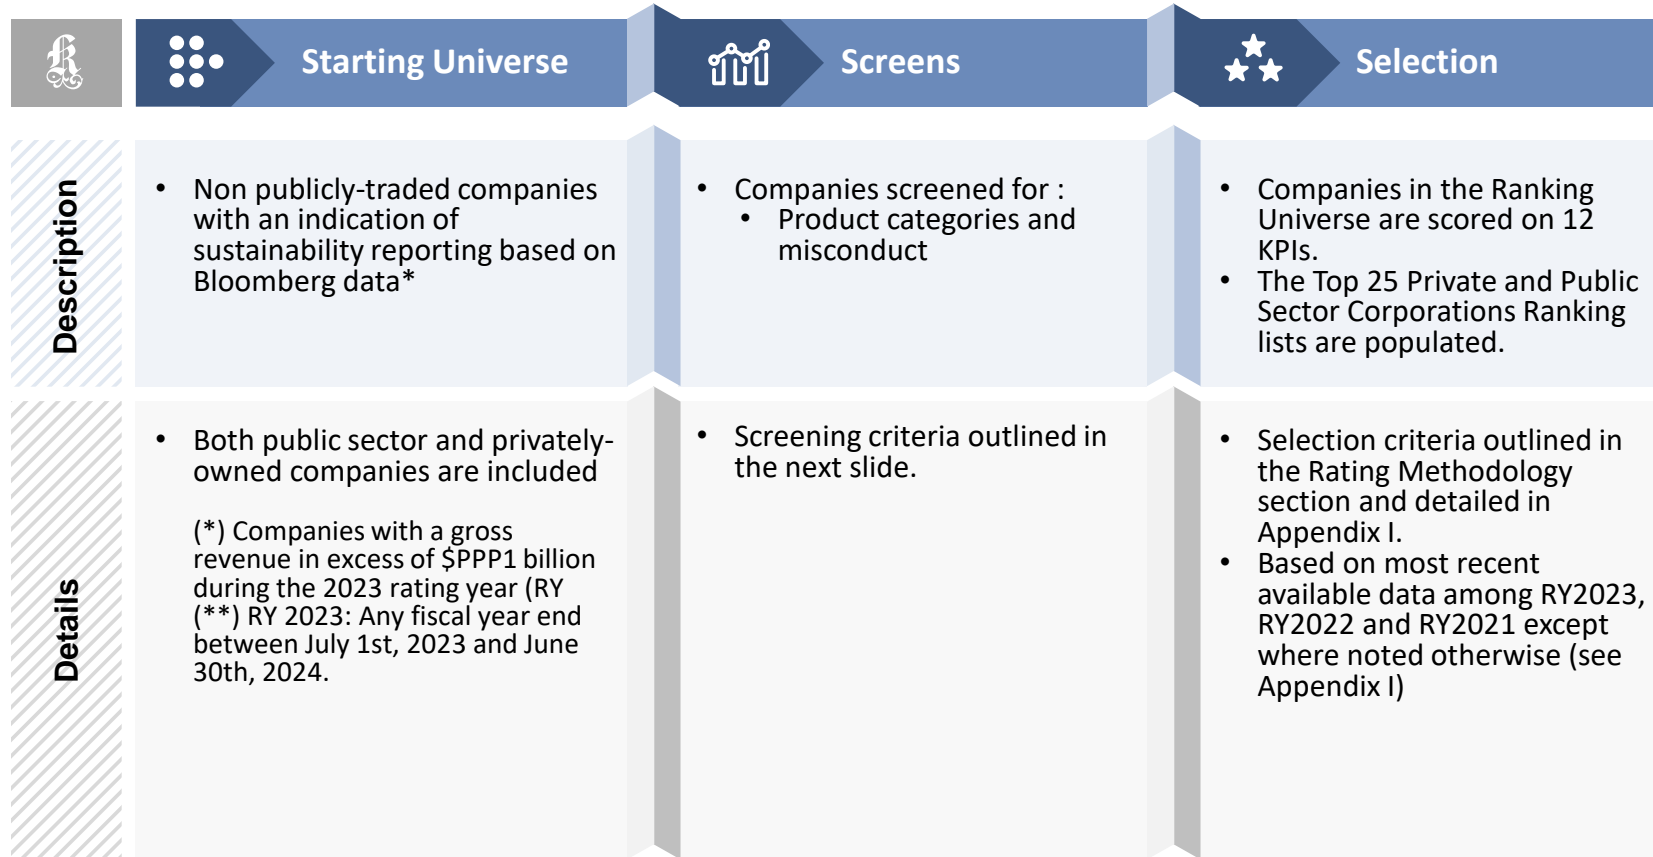 K
Starting Universe
Screens
Selection
Description
• Non publicly-traded companies
with an indication of
sustainability reporting based on
Bloomberg data*
• Companies screened for :
• Product categories and
misconduct
• Companies in the Ranking
Universe are scored on 12
KPIs.
• The Top 25 Private and Public
Sector Corporations Ranking
lists are populated.
Details
• Both public sector and privately-
owned companies are included
(*) Companies with a gross
revenue in excess of $PPP1 billion
during the 2023 rating year (RY
(**) RY 2023: Any fiscal year end
between July 1st, 2023 and June
30th, 2024.
• Screening criteria outlined in
the next slide.
• Selection criteria outlined in
the Rating Methodology
section and detailed in
Appendix I.
• Based on most recent
available data among RY2023,
RY2022 and RY2021 except
where noted otherwise (see
Appendix I)